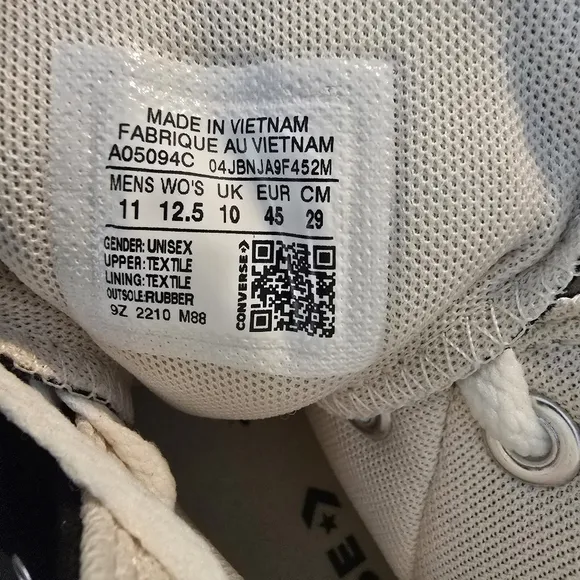 MADE IN VIETNAM
FABRIQUE AU VIETNAM
A05094C 04JBNJA9F452M
MENS WO'S UK EUR CM
11 12.5 10 45 29
GENDER: UNISEX
UPPER: TEXTILE
LINING: TEXTILE
OUTSOLE:RUBBER
9Z 2210 M88
CONVERSE